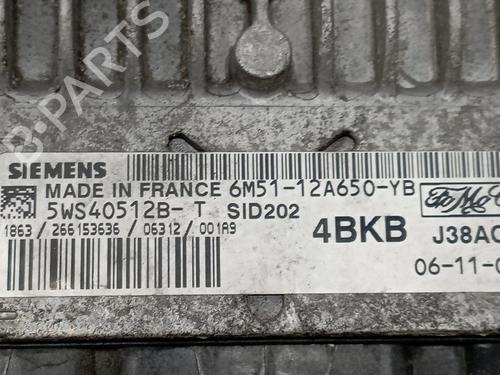 B-PARTS
SIEMENS
MADE IN FRANCE 6M51-12A650-YB
5WS40512B- T SID202
1863/266153636/06312/001A9
4BKB
FoMoCo
J38AC
06-11-0